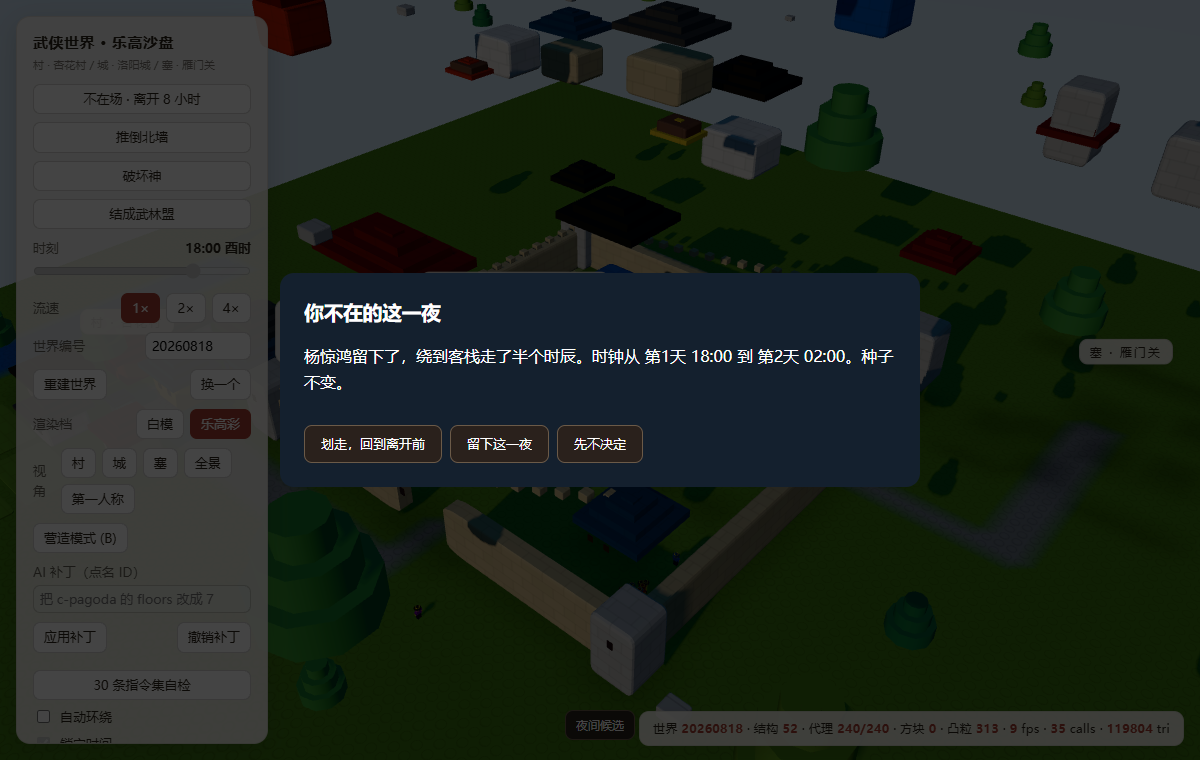 武侠世界 · 乐高沙盘
村 · 杏花村 / 城 · 洛阳城 / 塞 · 雁门关
不在场 · 离开 8 小时
推倒北墙
破坏神
结成武林盟
时刻 18:00 酉时
流速 1× 2× 4×
世界编号 20260818
重建世界 换一个
渲染档 白模 乐高彩
视角 村 城 塞 全景
第一人称
营造模式 (B)
AI 补丁（点名 ID）
把 c-pagoda 的 floors 改成 7
应用补丁 撤销补丁
30 条指令集自检
自动环绕
你不在的这一夜
杨惊鸿留下了，绕到客栈走了半个时辰。时钟从 第1天 18:00 到 第2天 02:00。种子
不变。
划走，回到离开前 留下这一夜 先不决定
塞 · 雁门关
夜间候选
世界 20260818 · 结构 52 · 代理 240/240 · 方块 0 · 凸粒 313 · 9 fps · 35 calls · 119804 tri